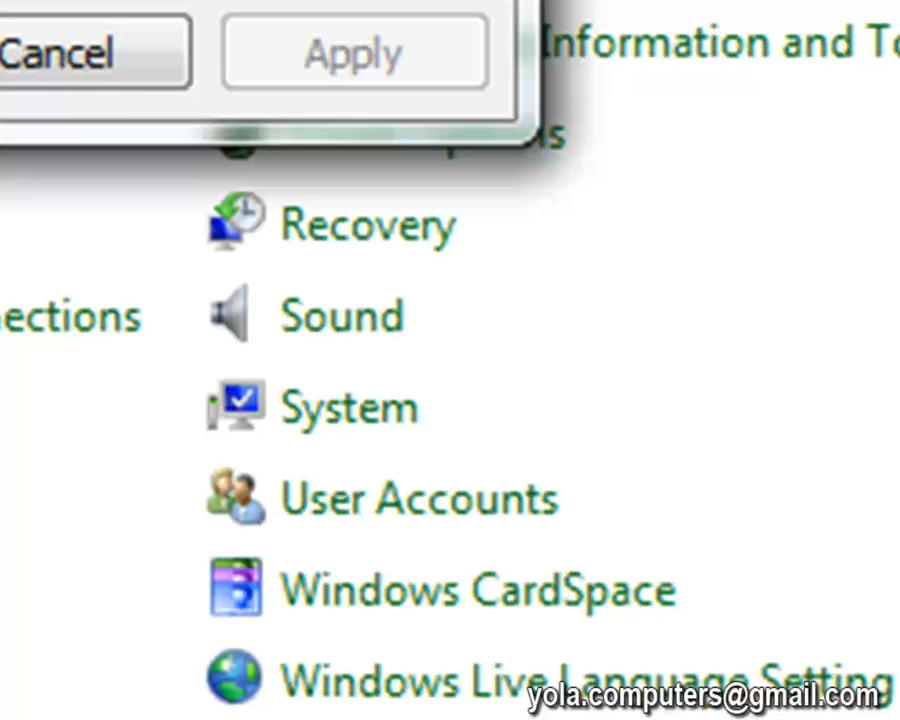 Cancel
Apply
Information and To
Recovery
ections
Sound
System
User Accounts
Windows CardSpace
Windows Live Language Setting
yola.computers@gmail.com